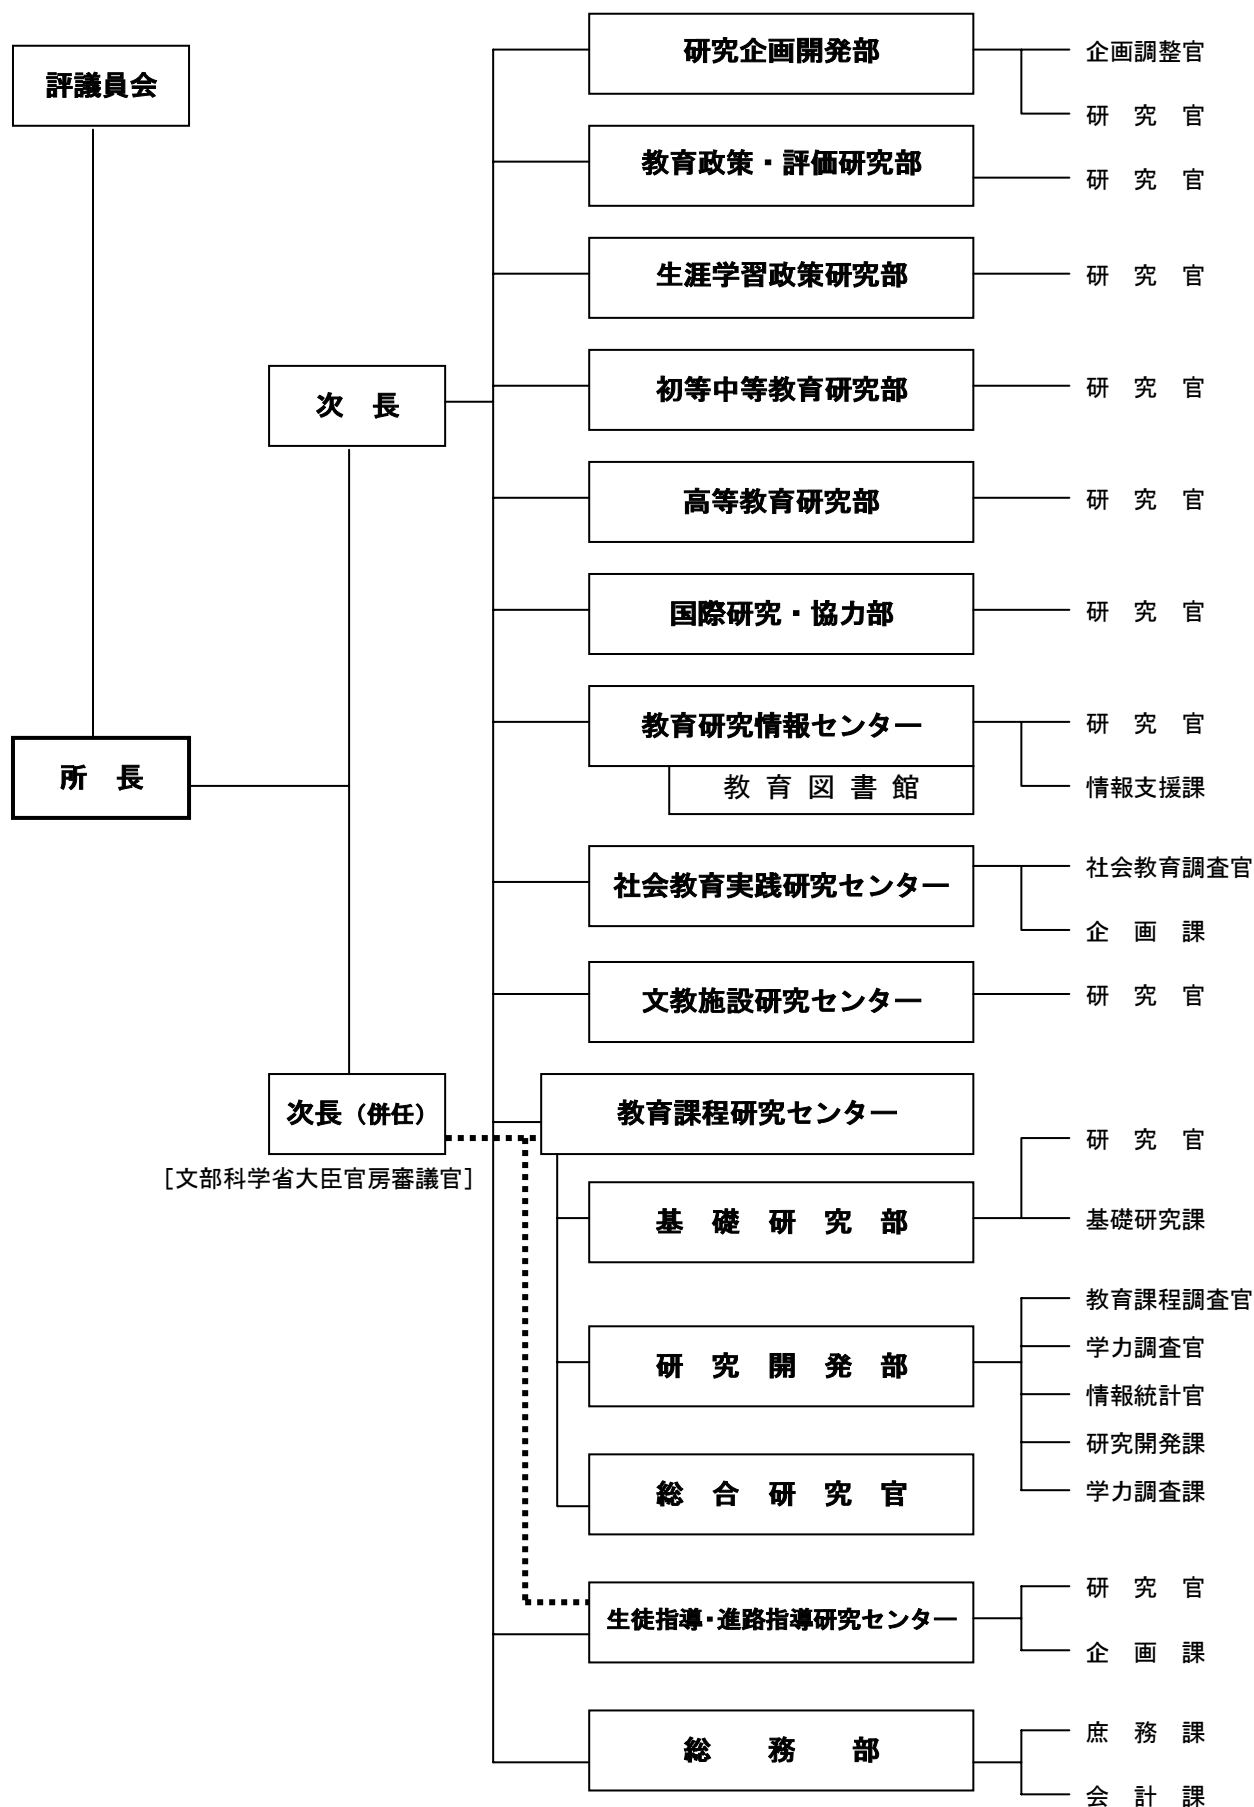 評議員会
所　長
次　長
次長（併任）
［文部科学省大臣官房審議官］
研究企画開発部
企画調整官
研　究　官
教育政策・評価研究部
研　究　官
生涯学習政策研究部
研　究　官
初等中等教育研究部
研　究　官
高等教育研究部
研　究　官
国際研究・協力部
研　究　官
教育研究情報センター
教 育 図 書 館
研　究　官
情報支援課
社会教育実践研究センター
社会教育調査官
企　画　課
文教施設研究センター
研　究　官
教育課程研究センター
基　礎　研　究　部
研　究　官
基礎研究課
研　究　開　発　部
教育課程調査官
学力調査官
情報統計官
研究開発課
学力調査課
総　合　研　究　官
生徒指導・進路指導研究センター
研　究　官
企　画　課
総　　務　　部
庶　務　課
会　計　課